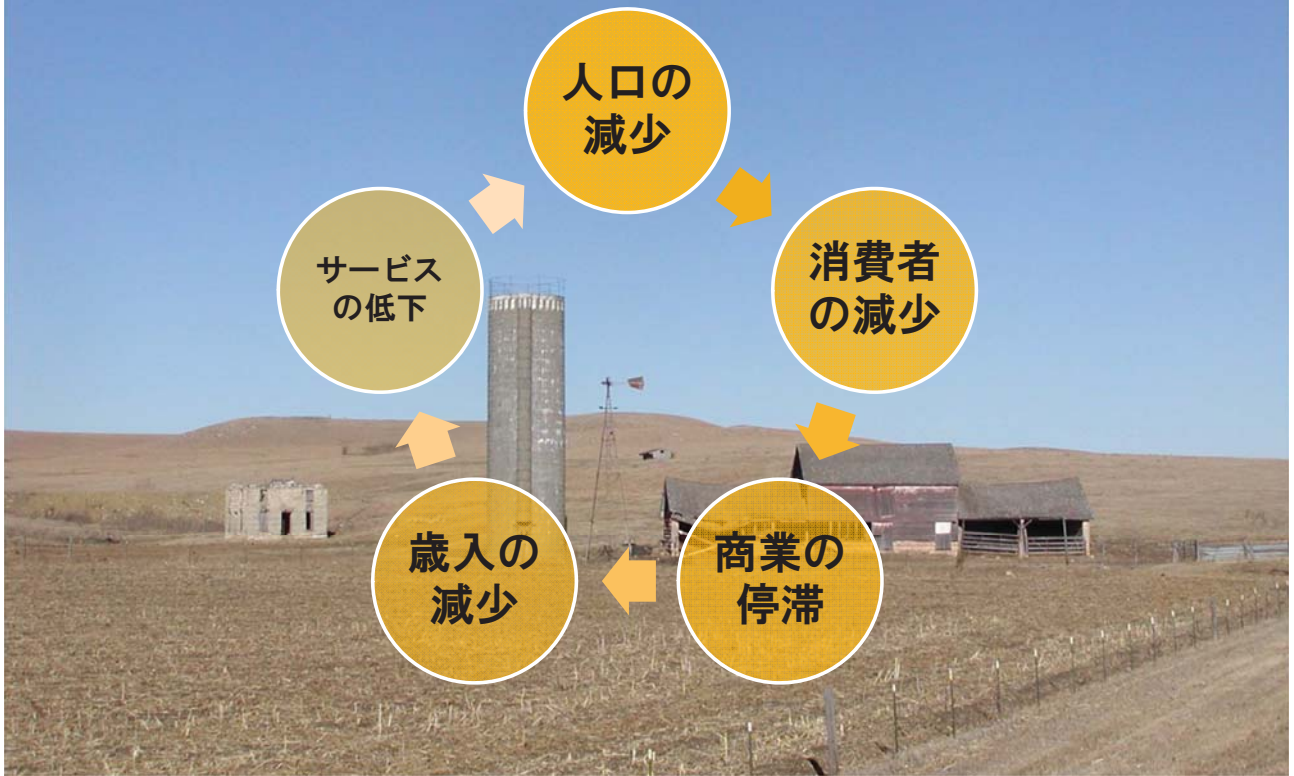 人口の
減少
消費者
の減少
商業の
停滞
歳入の
減少
サービス
の低下